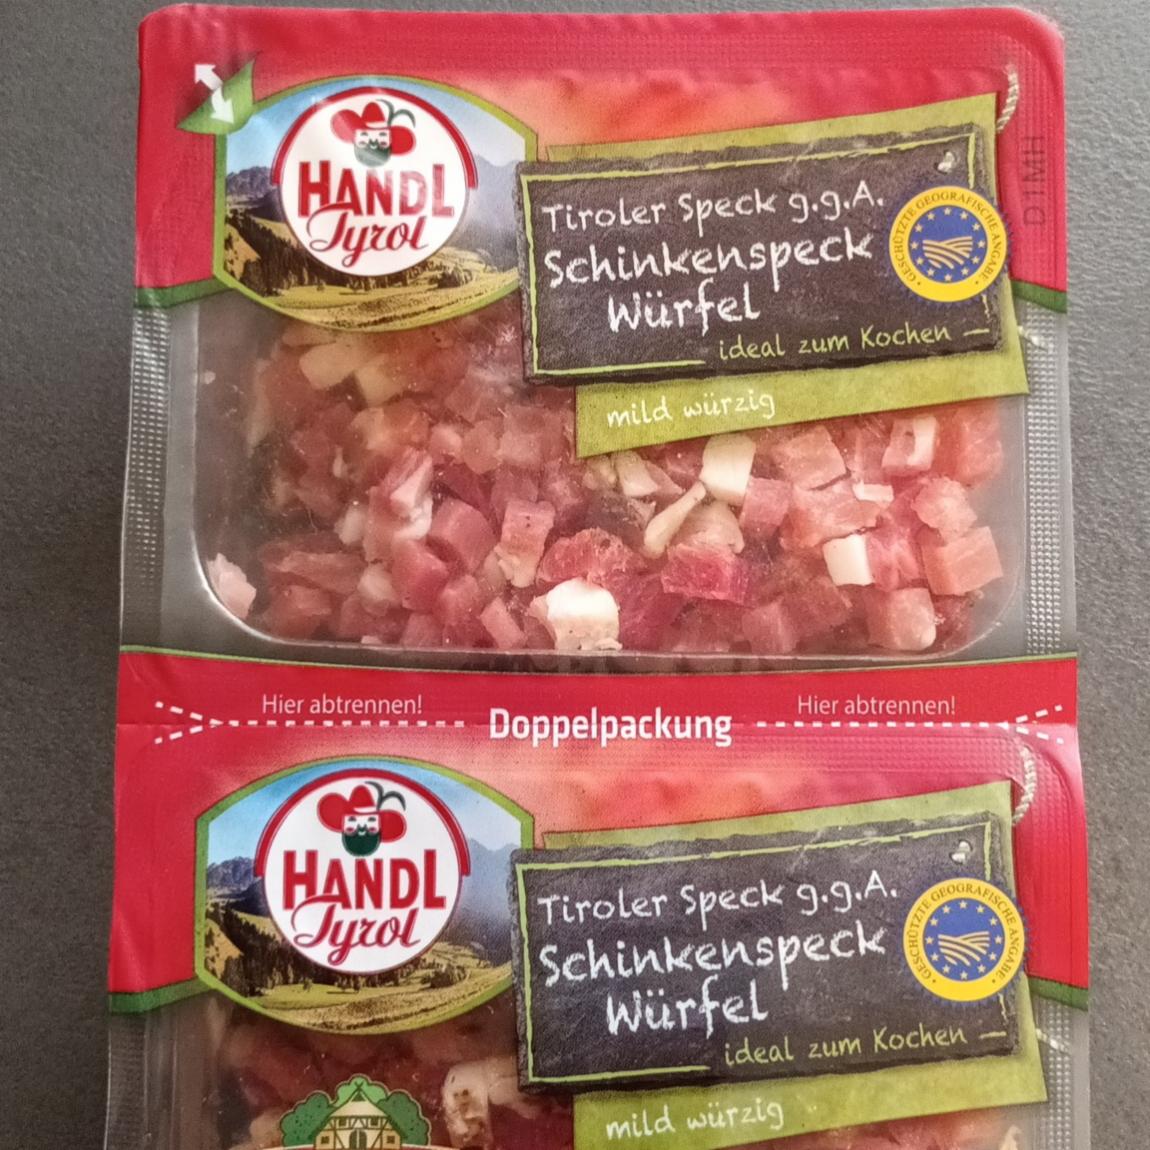 HANDL
Tyrol
Tiroler Speck g.g.A.
Schinkenspeck
Würfel
ideal zum Kochen
mild würzig
GESCHÜTZTE GEOGRAFISCHE ANGABE
D1MH
Hier abtrennen!
Doppelpackung
Hier abtrennen!
HANDL
Tyrol
Tiroler Speck g.g.A.
Schinkenspeck
Würfel
ideal zum Kochen
mild würzig
GESCHÜTZTE GEOGRAFISCHE ANGABE